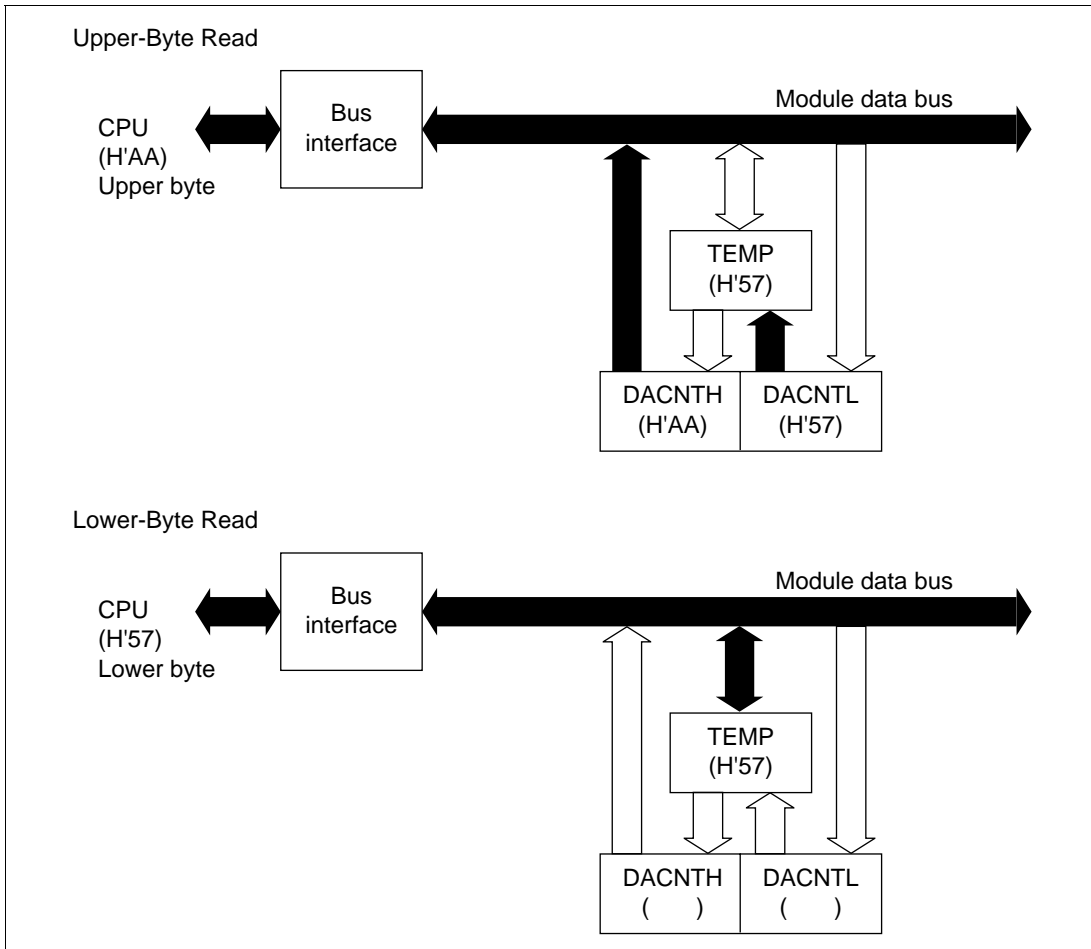 Upper-Byte Read
CPU
(H'AA)
Upper byte
Bus
interface
Module data bus
TEMP
(H'57)
DACNTH
(H'AA)
DACNTL
(H'57)
Lower-Byte Read
CPU
(H'57)
Lower byte
Bus
interface
Module data bus
TEMP
(H'57)
DACNTH
(      )
DACNTL
(      )